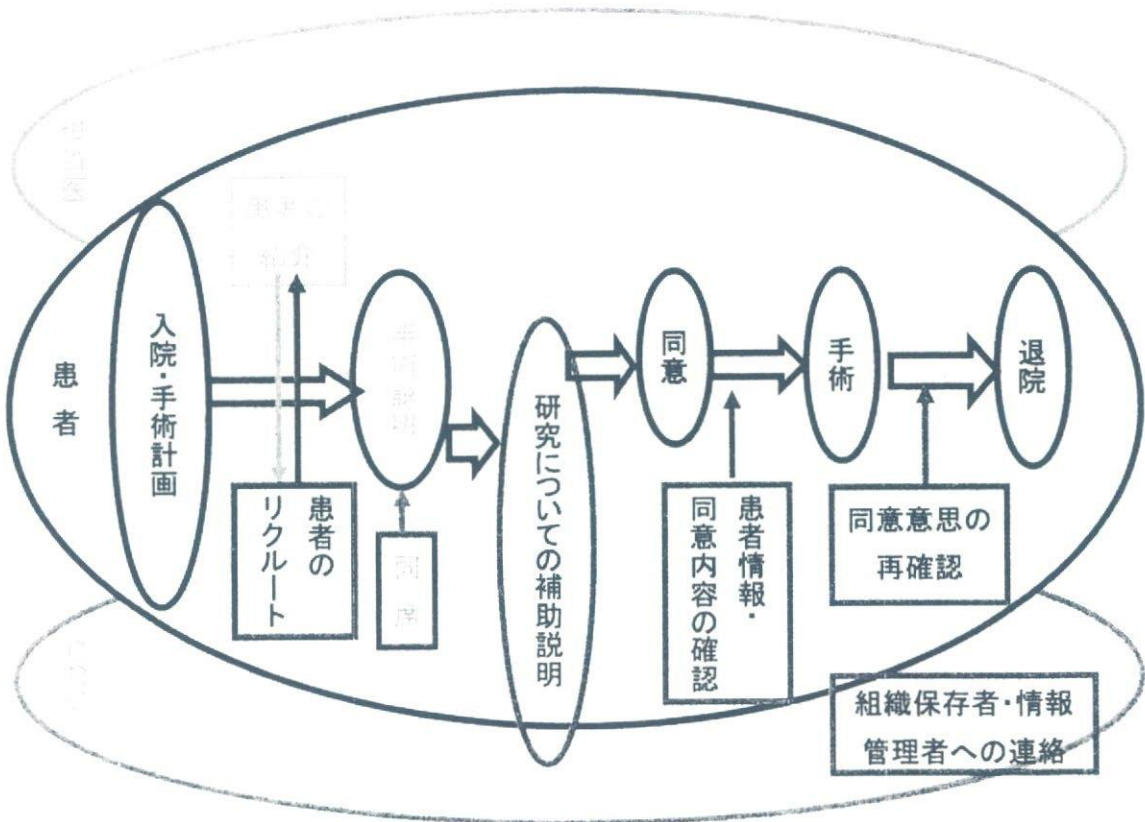 患者
入院・手術計画
患者の
リクルート
研究についての補助説明
同意
患者情報・
同意内容の確認
手術
同意意思の
再確認
退院
組織保存者・情報
管理者への連絡